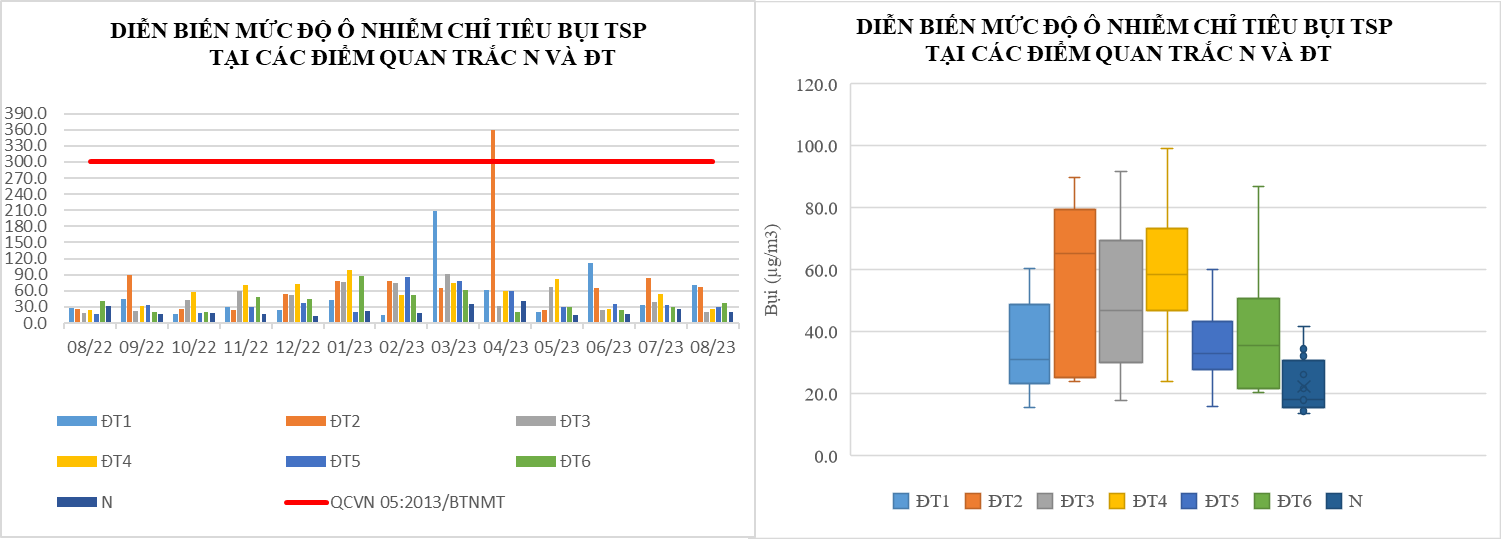 DIỄN BIẾN MỨC ĐỘ Ô NHIỄM CHỈ TIÊU BỤI TSP
TẠI CÁC ĐIỂM QUAN TRẮC N VÀ ĐT
390.0
360.0
330.0
300.0
270.0
240.0
210.0
180.0
150.0
120.0
90.0
60.0
30.0
0.0
08/22 09/22 10/22 11/22 12/22 01/23 02/23 03/23 04/23 05/23 06/23 07/23 08/23
ĐT1 ĐT2 ĐT3
ĐT4 ĐT5 ĐT6
N QCVN 05:2013/BTNMT
DIỄN BIẾN MỨC ĐỘ Ô NHIỄM CHỈ TIÊU BỤI TSP
TẠI CÁC ĐIỂM QUAN TRẮC N VÀ ĐT
Bụi (µg/m3)
120.0
100.0
80.0
60.0
40.0
20.0
0.0
ĐT1 ĐT2 ĐT3 ĐT4 ĐT5 ĐT6 N